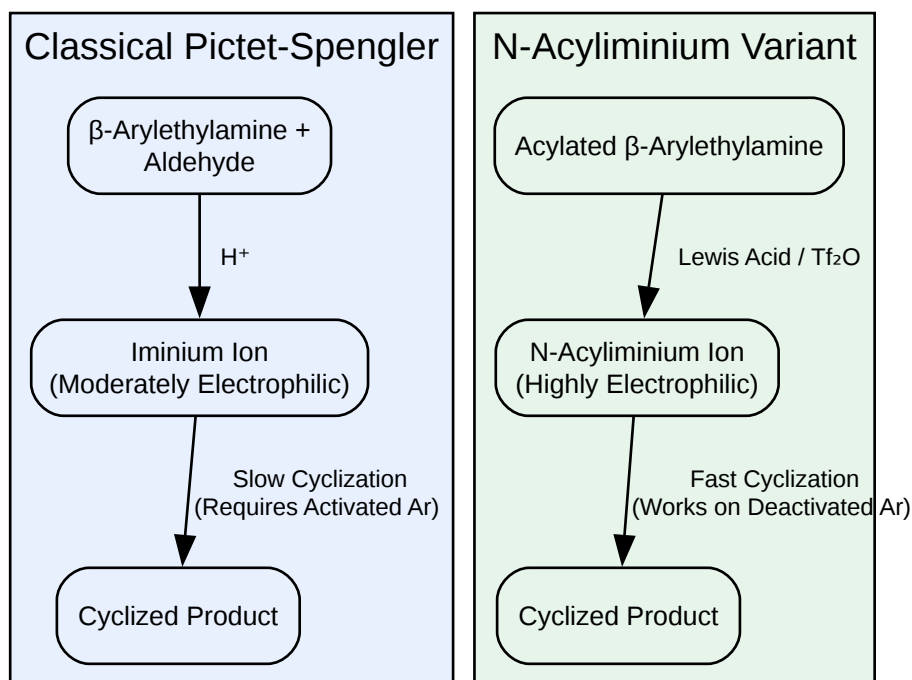 Classical Pictet-Spengler
β-Arylethylamine +
Aldehyde
H⁺
Iminium Ion
(Moderately Electrophilic)
Slow Cyclization
(Requires Activated Ar)
Cyclized Product
N-Acyliminium Variant
Acylated β-Arylethylamine
Lewis Acid / Tf₂O
N-Acyliminium Ion
(Highly Electrophilic)
Fast Cyclization
(Works on Deactivated Ar)
Cyclized Product